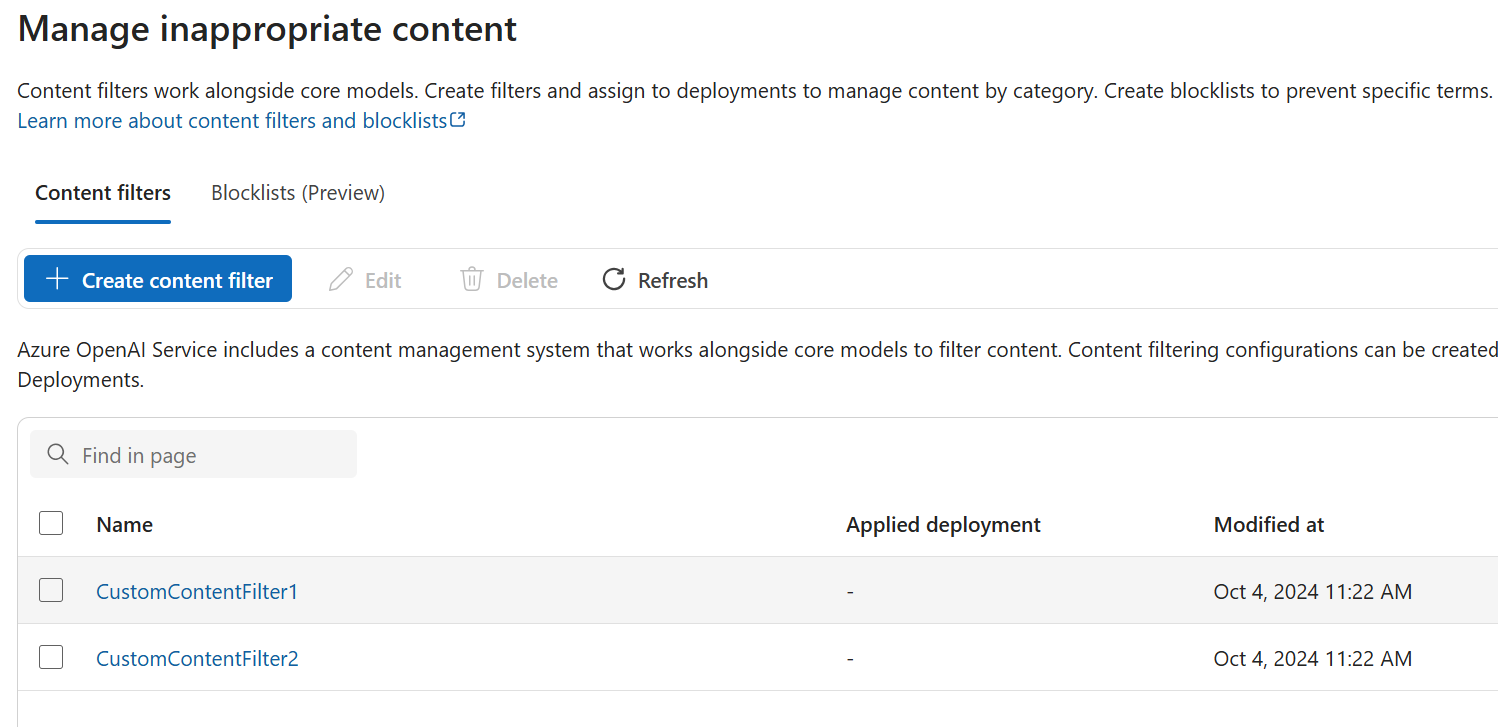 Manage inappropriate content
Content filters work alongside core models. Create filters and assign to deployments to manage content by category. Create blocklists to prevent specific terms.
Learn more about content filters and blocklists
Content filters Blocklists (Preview)
Create content filter Edit Delete Refresh
Azure OpenAI Service includes a content management system that works alongside core models to filter content. Content filtering configurations can be created
Deployments.
Find in page
Name Applied deployment Modified at
CustomContentFilter1 - Oct 4, 2024 11:22 AM
CustomContentFilter2 - Oct 4, 2024 11:22 AM